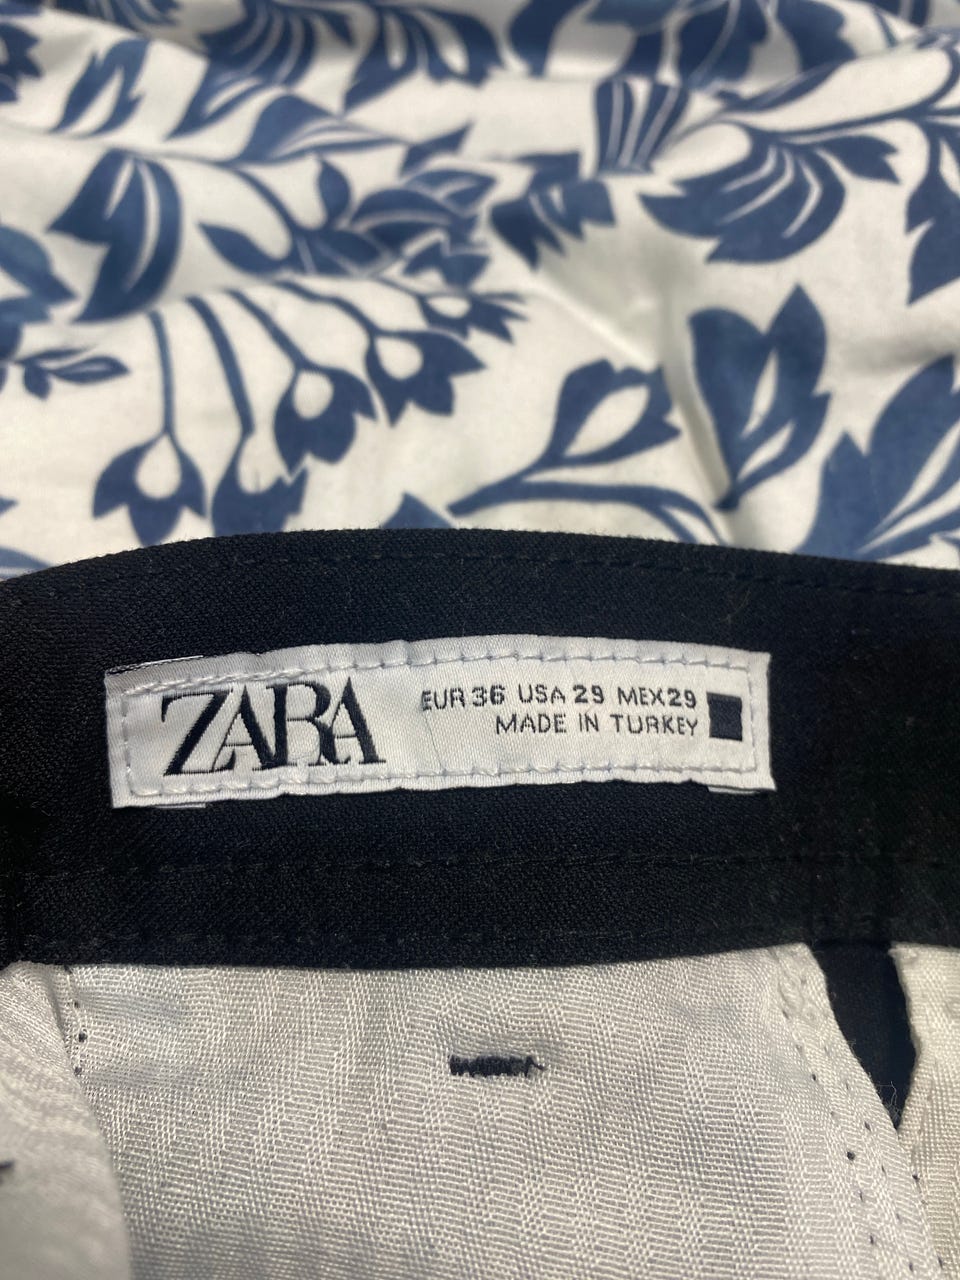 ZARA
EUR 36 USA 29 MEX 29
MADE IN TURKEY